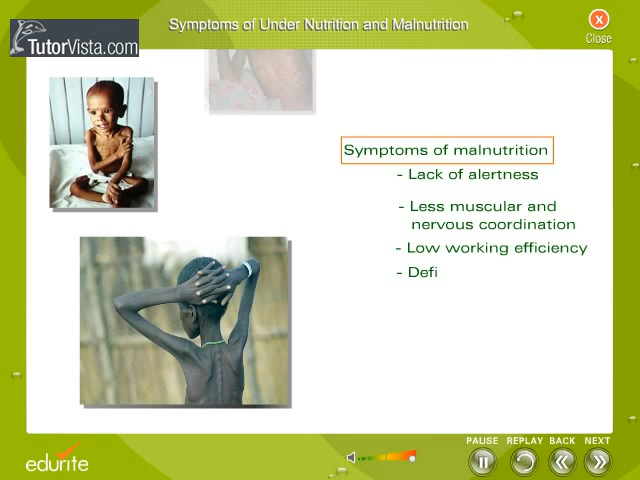 Symptoms of Under Nutrition and Malnutrition
TutorVista.com
X
Close
Symptoms of malnutrition
- Lack of alertness
- Less muscular and
nervous coordination
- Low working efficiency
- Defi
PAUSE REPLAY BACK NEXT
edurite